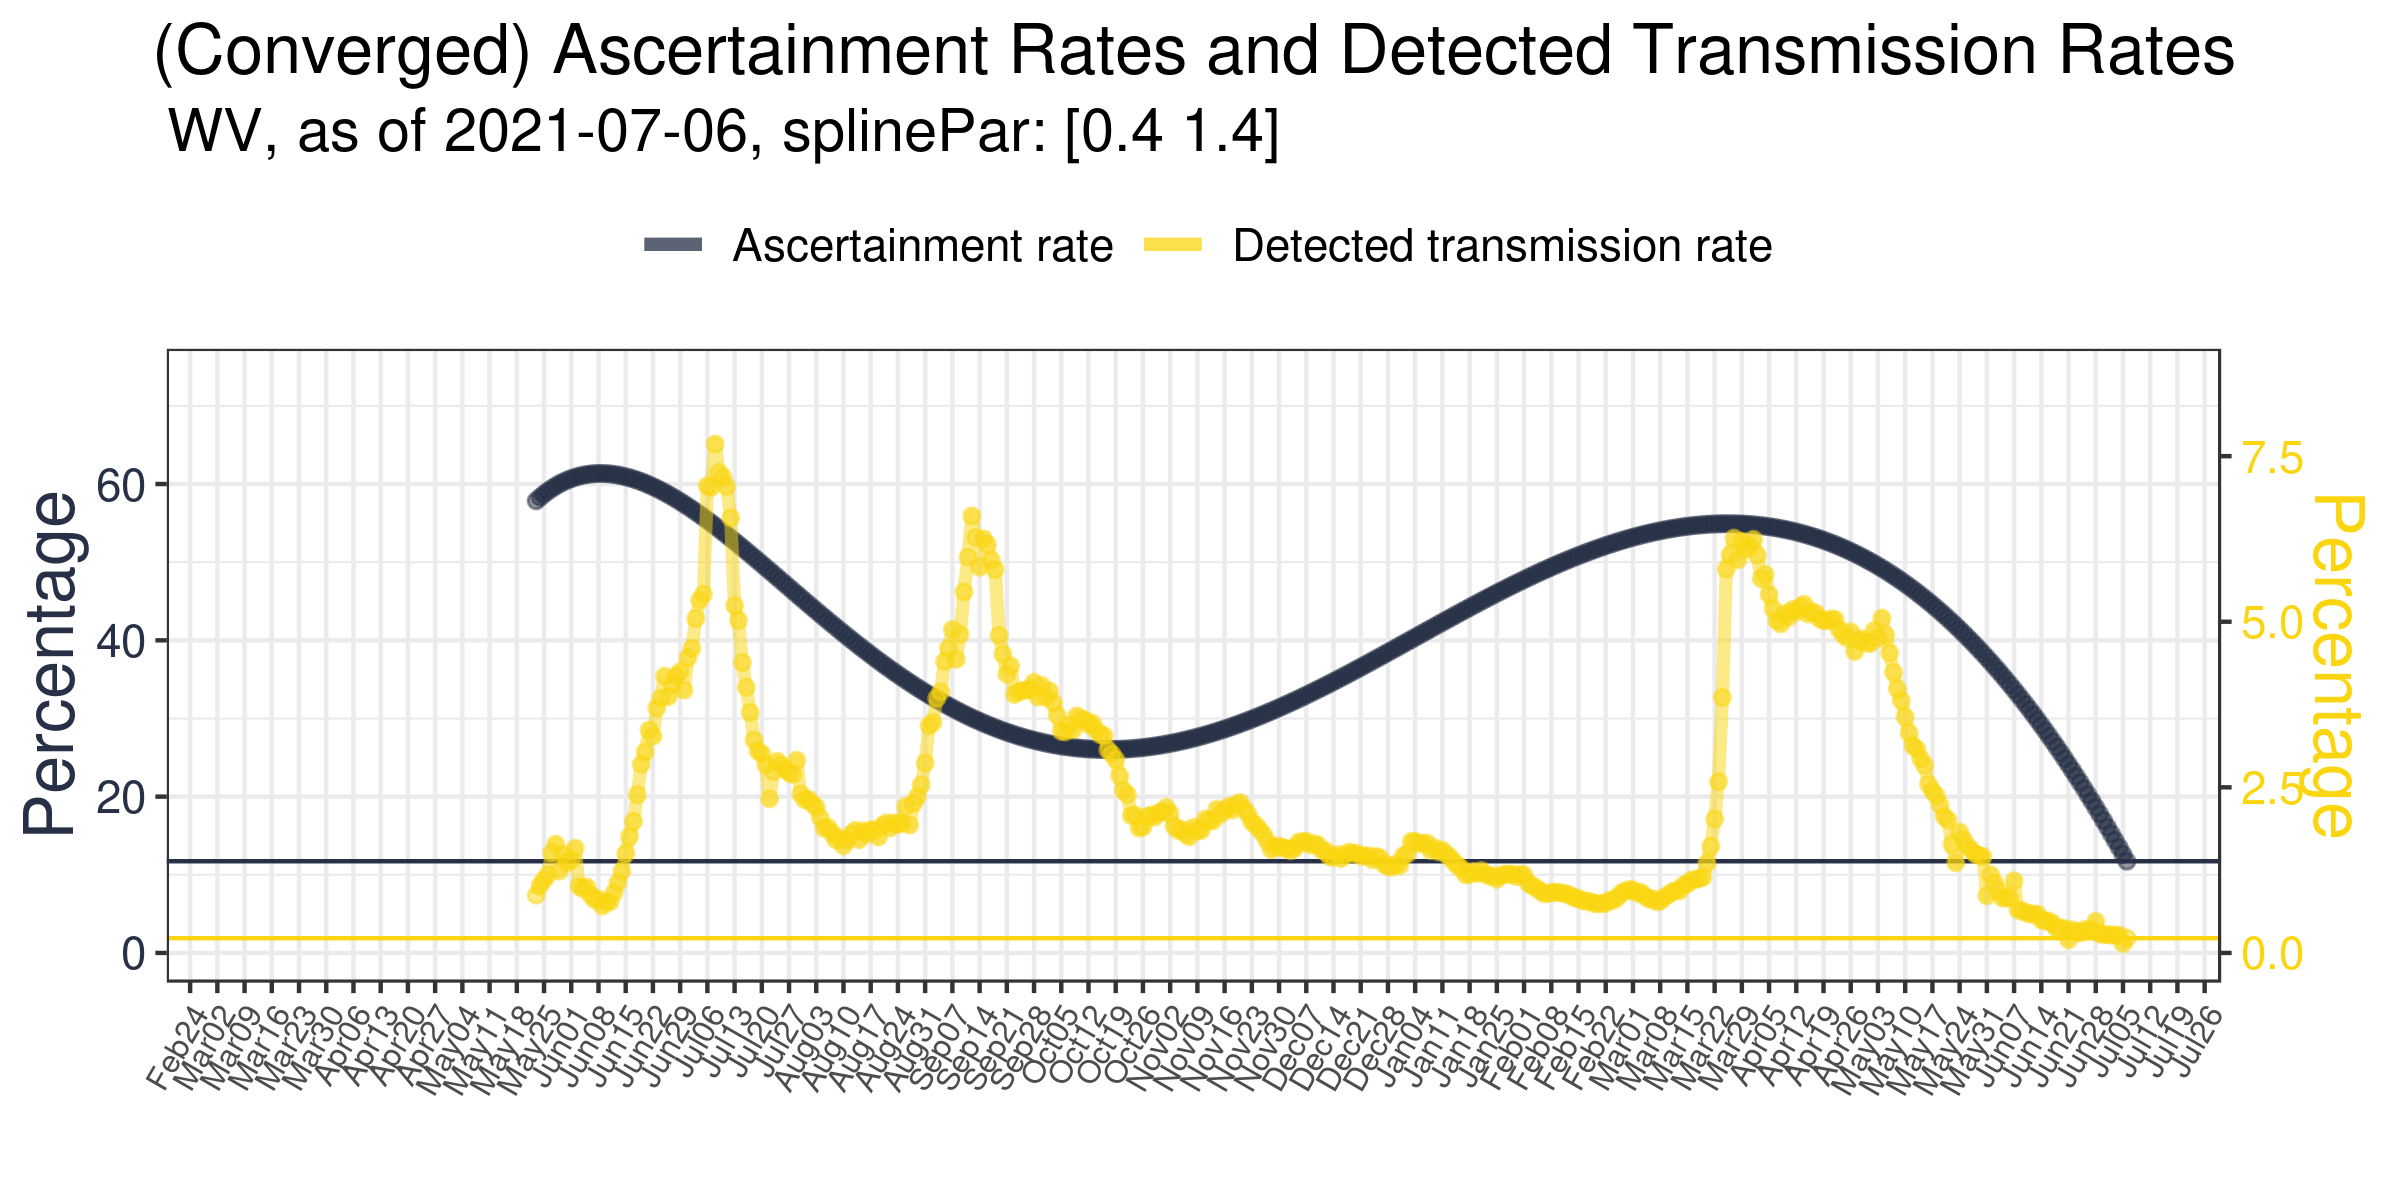 (Converged) Ascertainment Rates and Detected Transmission Rates
WV, as of 2021-07-06, splinePar: [0.4 1.4]
Ascertainment rate
Detected transmission rate
Percentage
60
40
20
0
7.5
5.0
2.5
0.0
Percentage
Feb24
Mar02
Mar09
Mar16
Mar23
Mar30
Apr06
Apr13
Apr20
Apr27
May04
May11
May18
May25
Jun01
Jun08
Jun15
Jun22
Jun29
Jul06
Jul13
Jul20
Jul27
Aug03
Aug10
Aug17
Aug24
Aug31
Sep07
Sep14
Sep21
Sep28
Oct05
Oct12
Oct19
Oct26
Nov02
Nov09
Nov16
Nov23
Nov30
Dec07
Dec14
Dec21
Dec28
Jan04
Jan11
Jan18
Jan25
Feb01
Feb08
Feb15
Feb22
Mar01
Mar08
Mar15
Mar22
Mar29
Apr05
Apr12
Apr19
Apr26
May03
May10
May17
May24
May31
Jun07
Jun14
Jun21
Jun28
Jul05
Jul12
Jul19
Jul26